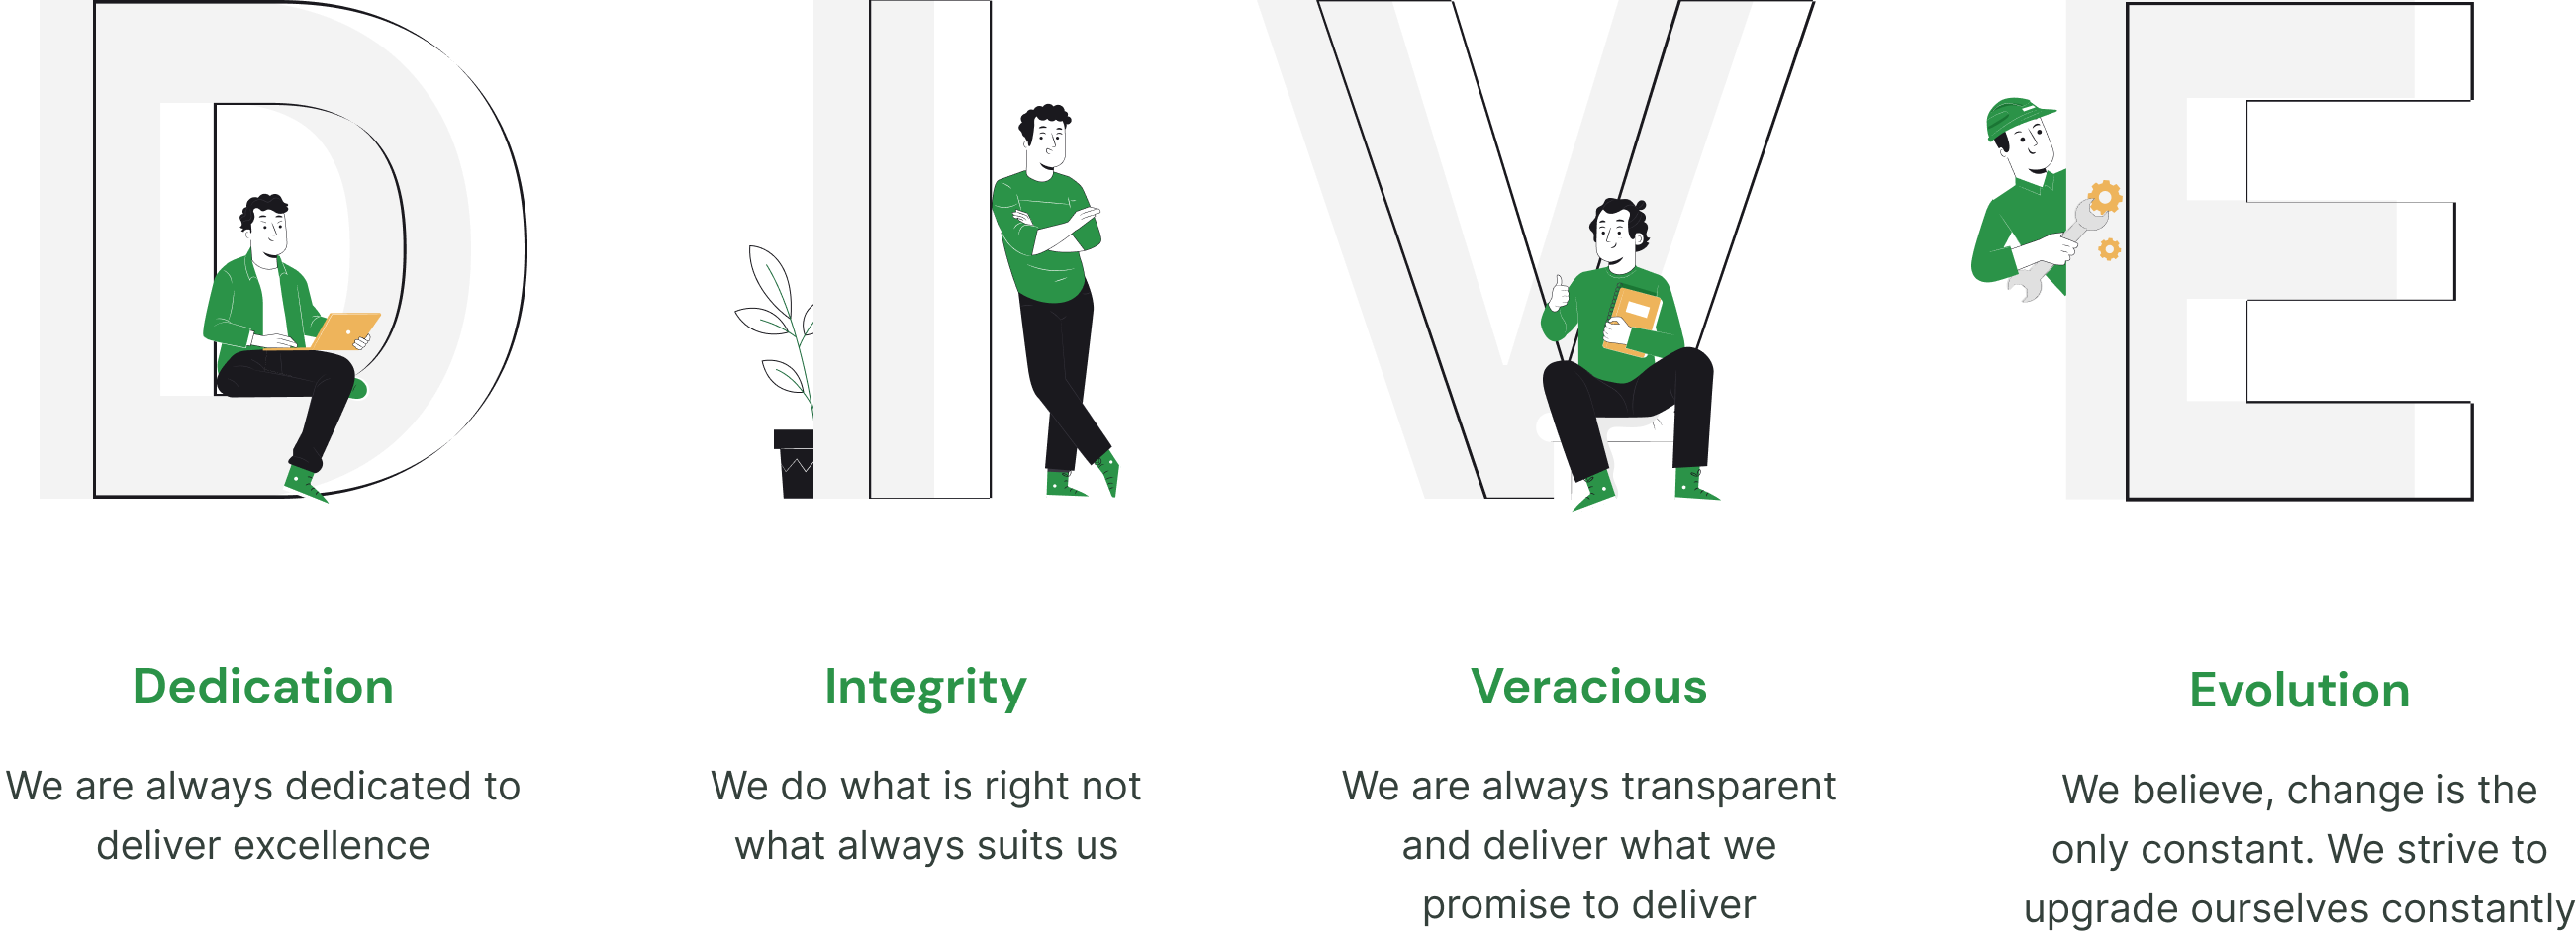 D I V E
Dedication
We are always dedicated to
deliver excellence
Integrity
We do what is right not
what always suits us
Veracious
We are always transparent
and deliver what we
promise to deliver
Evolution
We believe, change is the
only constant. We strive to
upgrade ourselves constantly